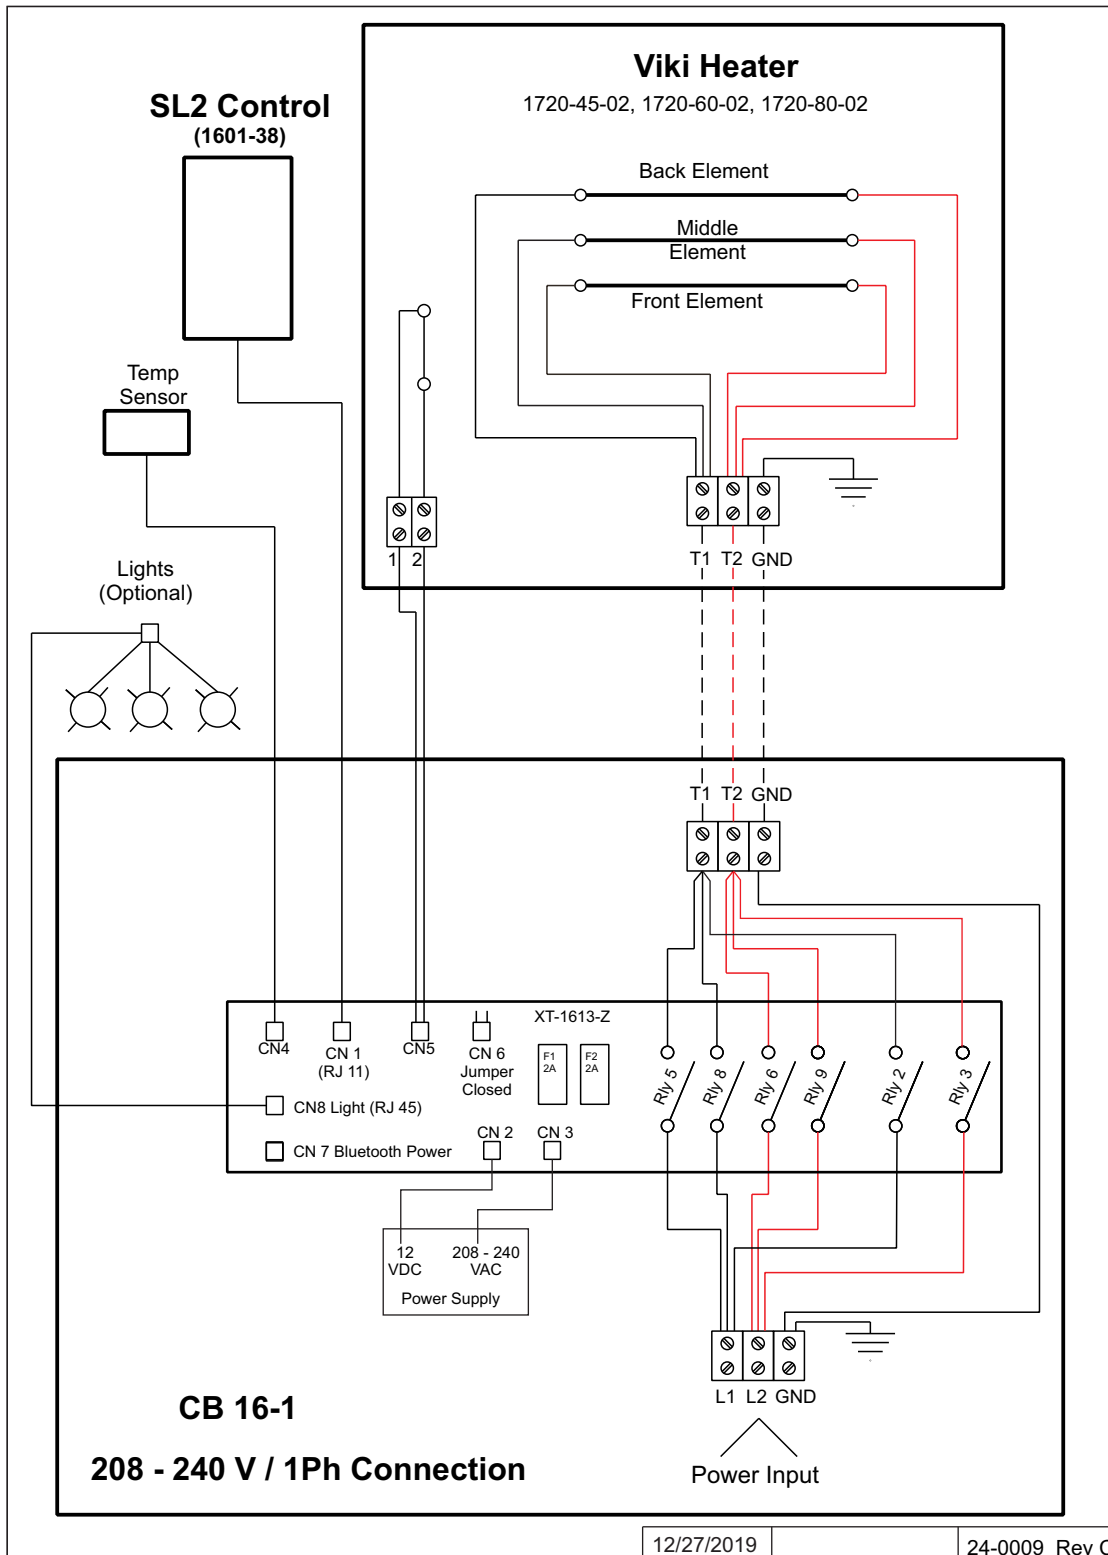 Viki Heater
1720-45-02, 1720-60-02, 1720-80-02
SL2 Control
(1601-38)
Back Element
Middle
Element
Front Element
Temp
Sensor
1 2
T1 T2 GND
Lights
(Optional)
T1 T2 GND
XT-1613-Z
CN4
CN 1
(RJ 11)
CN5
CN 6
Jumper
Closed
F1
2A
F2
2A
Rly 5
Rly 8
Rly 6
Rly 9
Rly 2
Rly 3
CN8 Light (RJ 45)
CN 7 Bluetooth Power
CN 2
CN 3
12
VDC
208 - 240
VAC
Power Supply
L1 L2 GND
Power Input
CB 16-1
208 - 240 V / 1Ph Connection
12/27/2019
24-0009 Rev